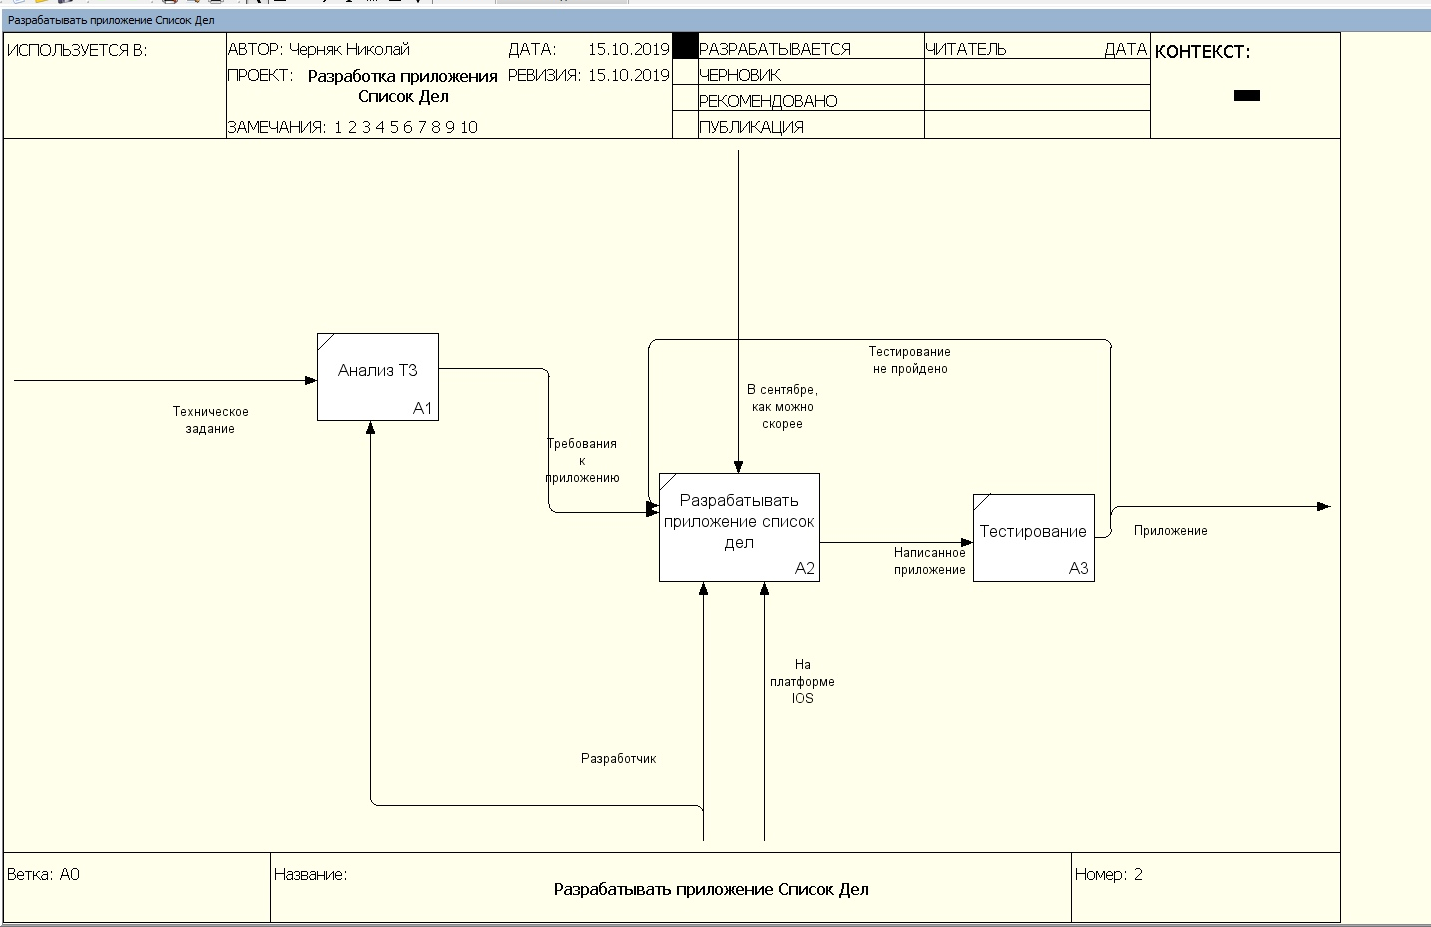 Разрабатывать приложение Список Дел
ИСПОЛЬЗУЕТСЯ В:
АВТОР: Черняк Николай
ДАТА: 15.10.2019
ПРОЕКТ: Разработка приложения
Список Дел
РЕВИЗИЯ: 15.10.2019
ЗАМЕЧАНИЯ: 1 2 3 4 5 6 7 8 9 10
РАЗРАБАТЫВАЕТСЯ
ЧЕРНОВИК
РЕКОМЕНДОВАНО
ПУБЛИКАЦИЯ
ЧИТАТЕЛЬ
ДАТА
КОНТЕКСТ:
Техническое
задание
Анализ ТЗ
A1
Требования
к
приложению
В сентябре,
как можно
скорее
Тестирование
не пройдено
Разрабатывать
приложение список
дел
A2
Написанное
приложение
Тестирование
A3
Приложение
На
платформе
IOS
Разработчик
Ветка: A0
Название:
Разрабатывать приложение Список Дел
Номер: 2